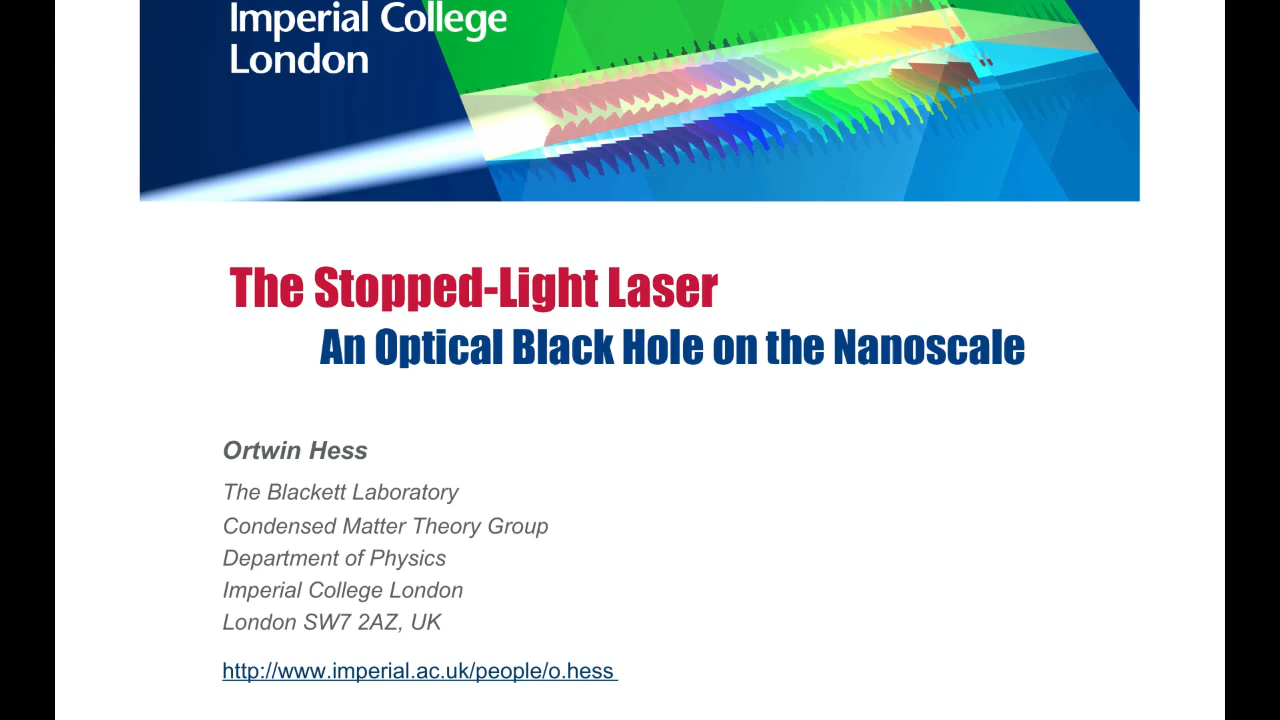 Imperial College
London
The Stopped-Light Laser
An Optical Black Hole on the Nanoscale
Ortwin Hess
The Blackett Laboratory
Condensed Matter Theory Group
Department of Physics
Imperial College London
London SW7 2AZ, UK
http://www.imperial.ac.uk/people/o.hess